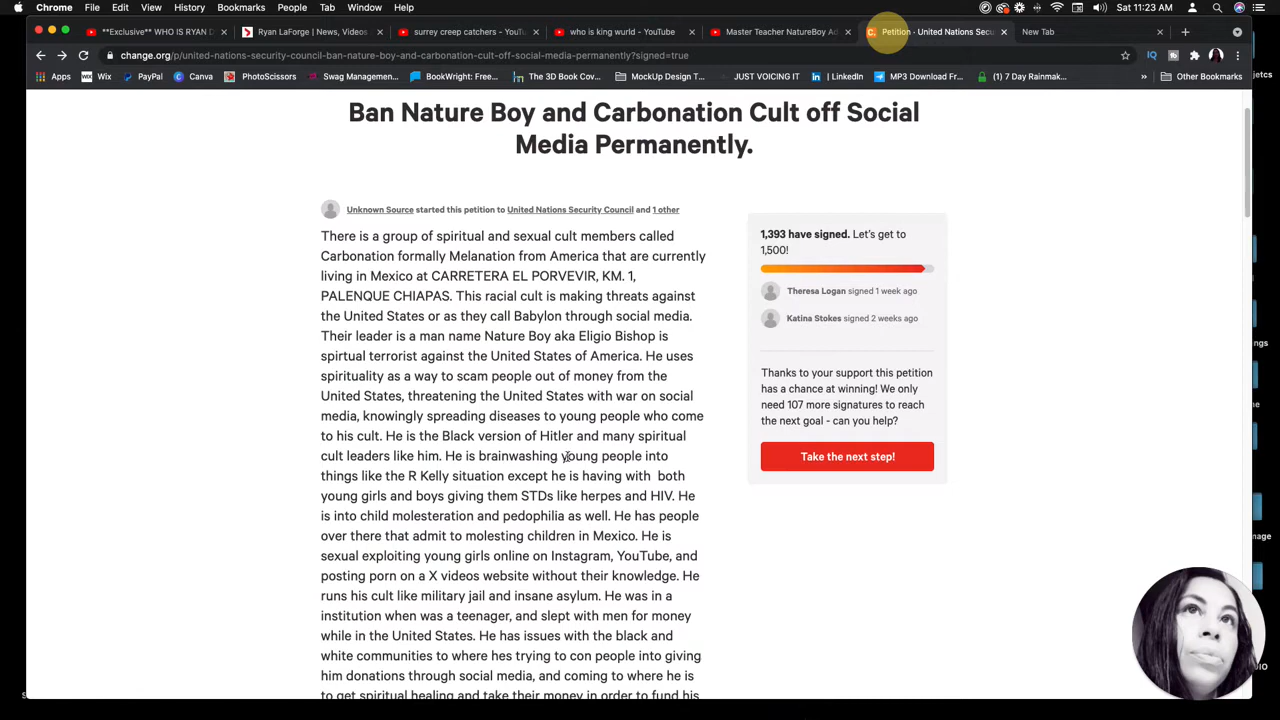 Chrome File Edit View History Bookmarks People Tab Window Help Sat 11:23 AM
**Exclusive** WHO IS RYAN D Ryan LaForge | News, Videos surrey creep catchers - YouTu who is king wurld - YouTube Master Teacher NatureBoy Ad Petition · United Nations Secu New Tab
change.org/p/united-nations-security-council-ban-nature-boy-and-carbonation-cult-off-social-media-permanently?signed=true
Apps Wix PayPal Canva PhotoScissors Swag Managemen... BookWright: Free... The 3D Book Cov... MockUp Design T... JUST VOICING IT LinkedIn MP3 Download Fr... (1) 7 Day Rainmak... » Other Bookmarks
Ban Nature Boy and Carbonation Cult off Social
Media Permanently.
Unknown Source started this petition to United Nations Security Council and 1 other
There is a group of spiritual and sexual cult members called
Carbonation formally Melanation from America that are currently
living in Mexico at CARRETERA EL PORVEVIR, KM. 1,
PALENQUE CHIAPAS. This racial cult is making threats against
the United States or as they call Babylon through social media.
Their leader is a man name Nature Boy aka Eligio Bishop is
spirtual terrorist against the United States of America. He uses
spirituality as a way to scam people out of money from the
United States, threatening the United States with war on social
media, knowingly spreading diseases to young people who come
to his cult. He is the Black version of Hitler and many spiritual
cult leaders like him. He is brainwashing young people into
things like the R Kelly situation except he is having with both
young girls and boys giving them STDs like herpes and HIV. He
is into child molesteration and pedophilia as well. He has people
over there that admit to molesting children in Mexico. He is
sexual exploiting young girls online on Instagram, YouTube, and
posting porn on a X videos website without their knowledge. He
runs his cult like military jail and insane asylum. He was in a
institution when was a teenager, and slept with men for money
while in the United States. He has issues with the black and
white communities to where hes trying to con people into giving
him donations through social media, and coming to where he is
to get spiritual healing and take their money in order to fund his
1,393 have signed. Let's get to
1,500!
Theresa Logan signed 1 week ago
Katina Stokes signed 2 weeks ago
Thanks to your support this petition
has a chance at winning! We only
need 107 more signatures to reach
the next goal - can you help?
Take the next step!
jetcs
ngs
mage